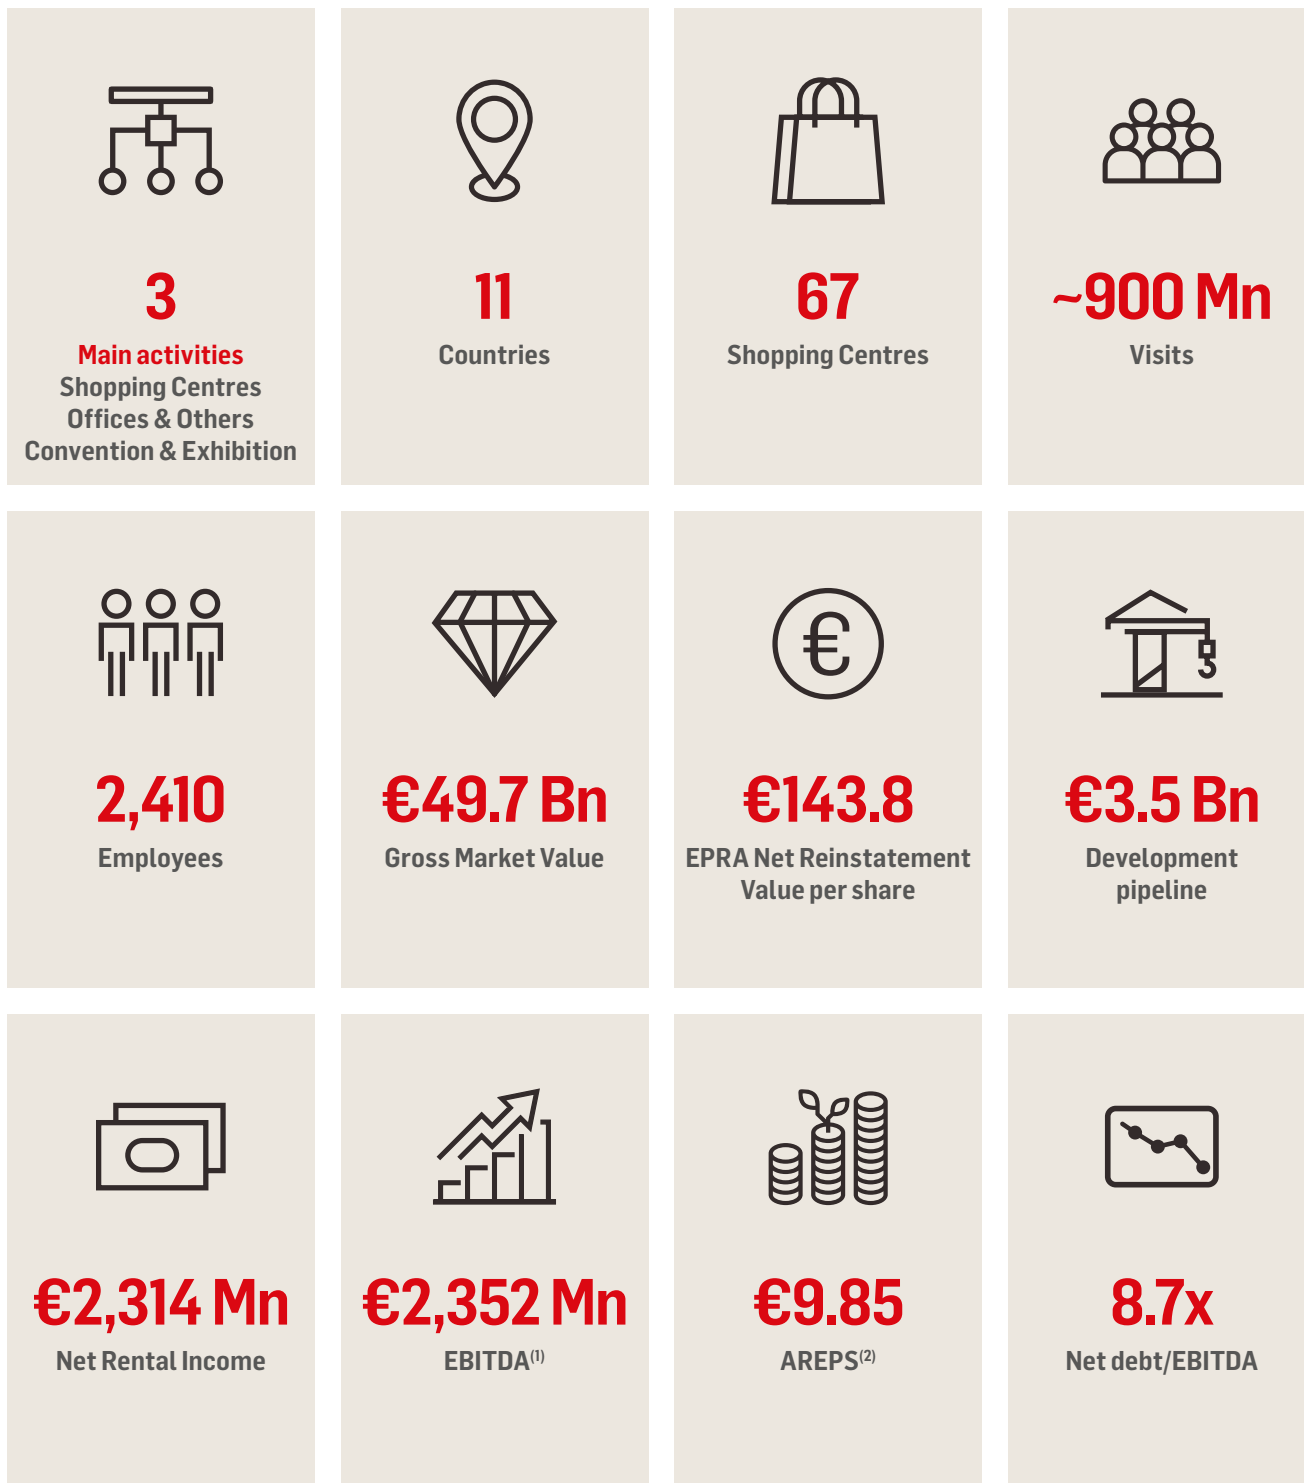 3
Main activities
Shopping Centres
Offices & Others
Convention & Exhibition
11
Countries
67
Shopping Centres
~900 Mn
Visits
2,410
Employees
€49.7 Bn
Gross Market Value
€
€143.8
EPRA Net Reinstatement
Value per share
€3.5 Bn
Development
pipeline
€2,314 Mn
Net Rental Income
€2,352 Mn
EBITDA(1)
€9.85
AREPS(2)
8.7x
Net debt/EBITDA